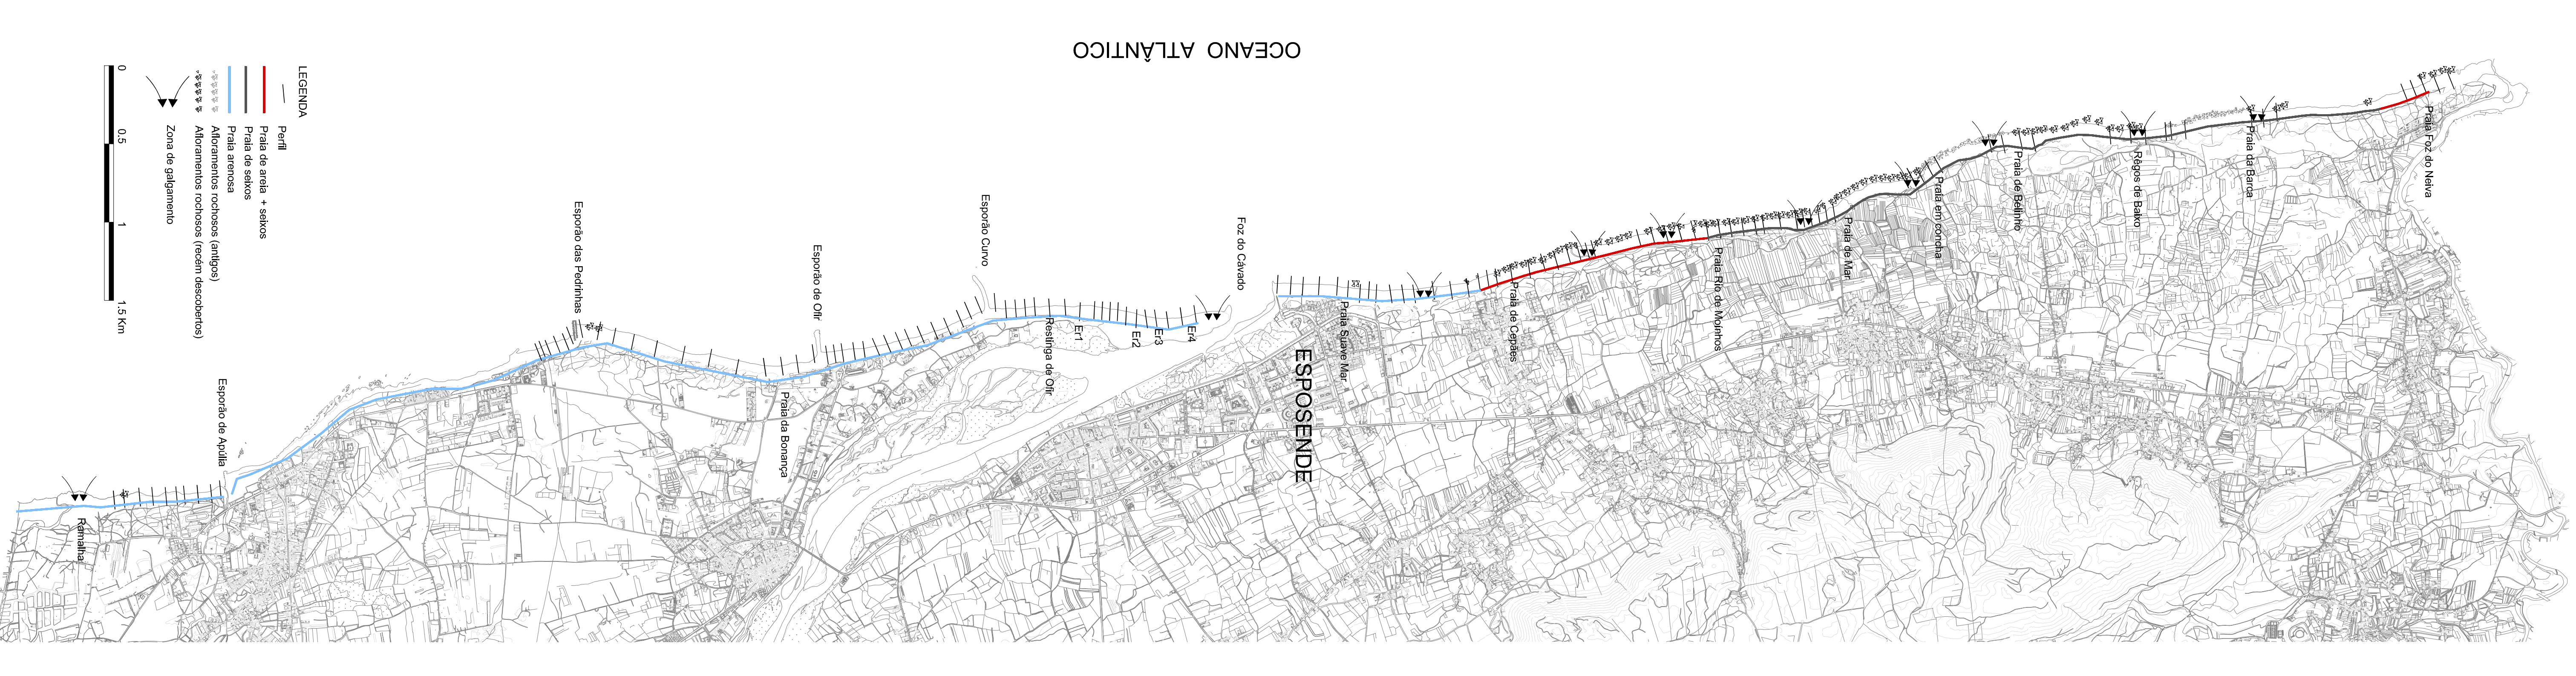 OCEANO ATLÂNTICO
LEGENDA
Perfil
Praia de areia + seixos
Praia de seixos
Praia arenosa
Afloramentos rochosos (antigos)
Afloramentos rochosos (recém descobertos)
Zona de galgamento
0
0.5
1
1.5 Km
Ramalha
Esporão de Apúlia
Esporão das Pedrinhas
Praia da Bonança
Esporão de Ofir
Esporão Curvo
Restinga de Ofir
Er1
Er2
Er3
Er4
Foz do Cávado
ESPOSENDE
Praia Suave Mar
Praia de Cepães
Praia Rio de Moinhos
Praia de Mar
Praia em concha
Praia de Belinho
Rêgos de Baixo
Praia da Barca
Praia Foz do Neiva